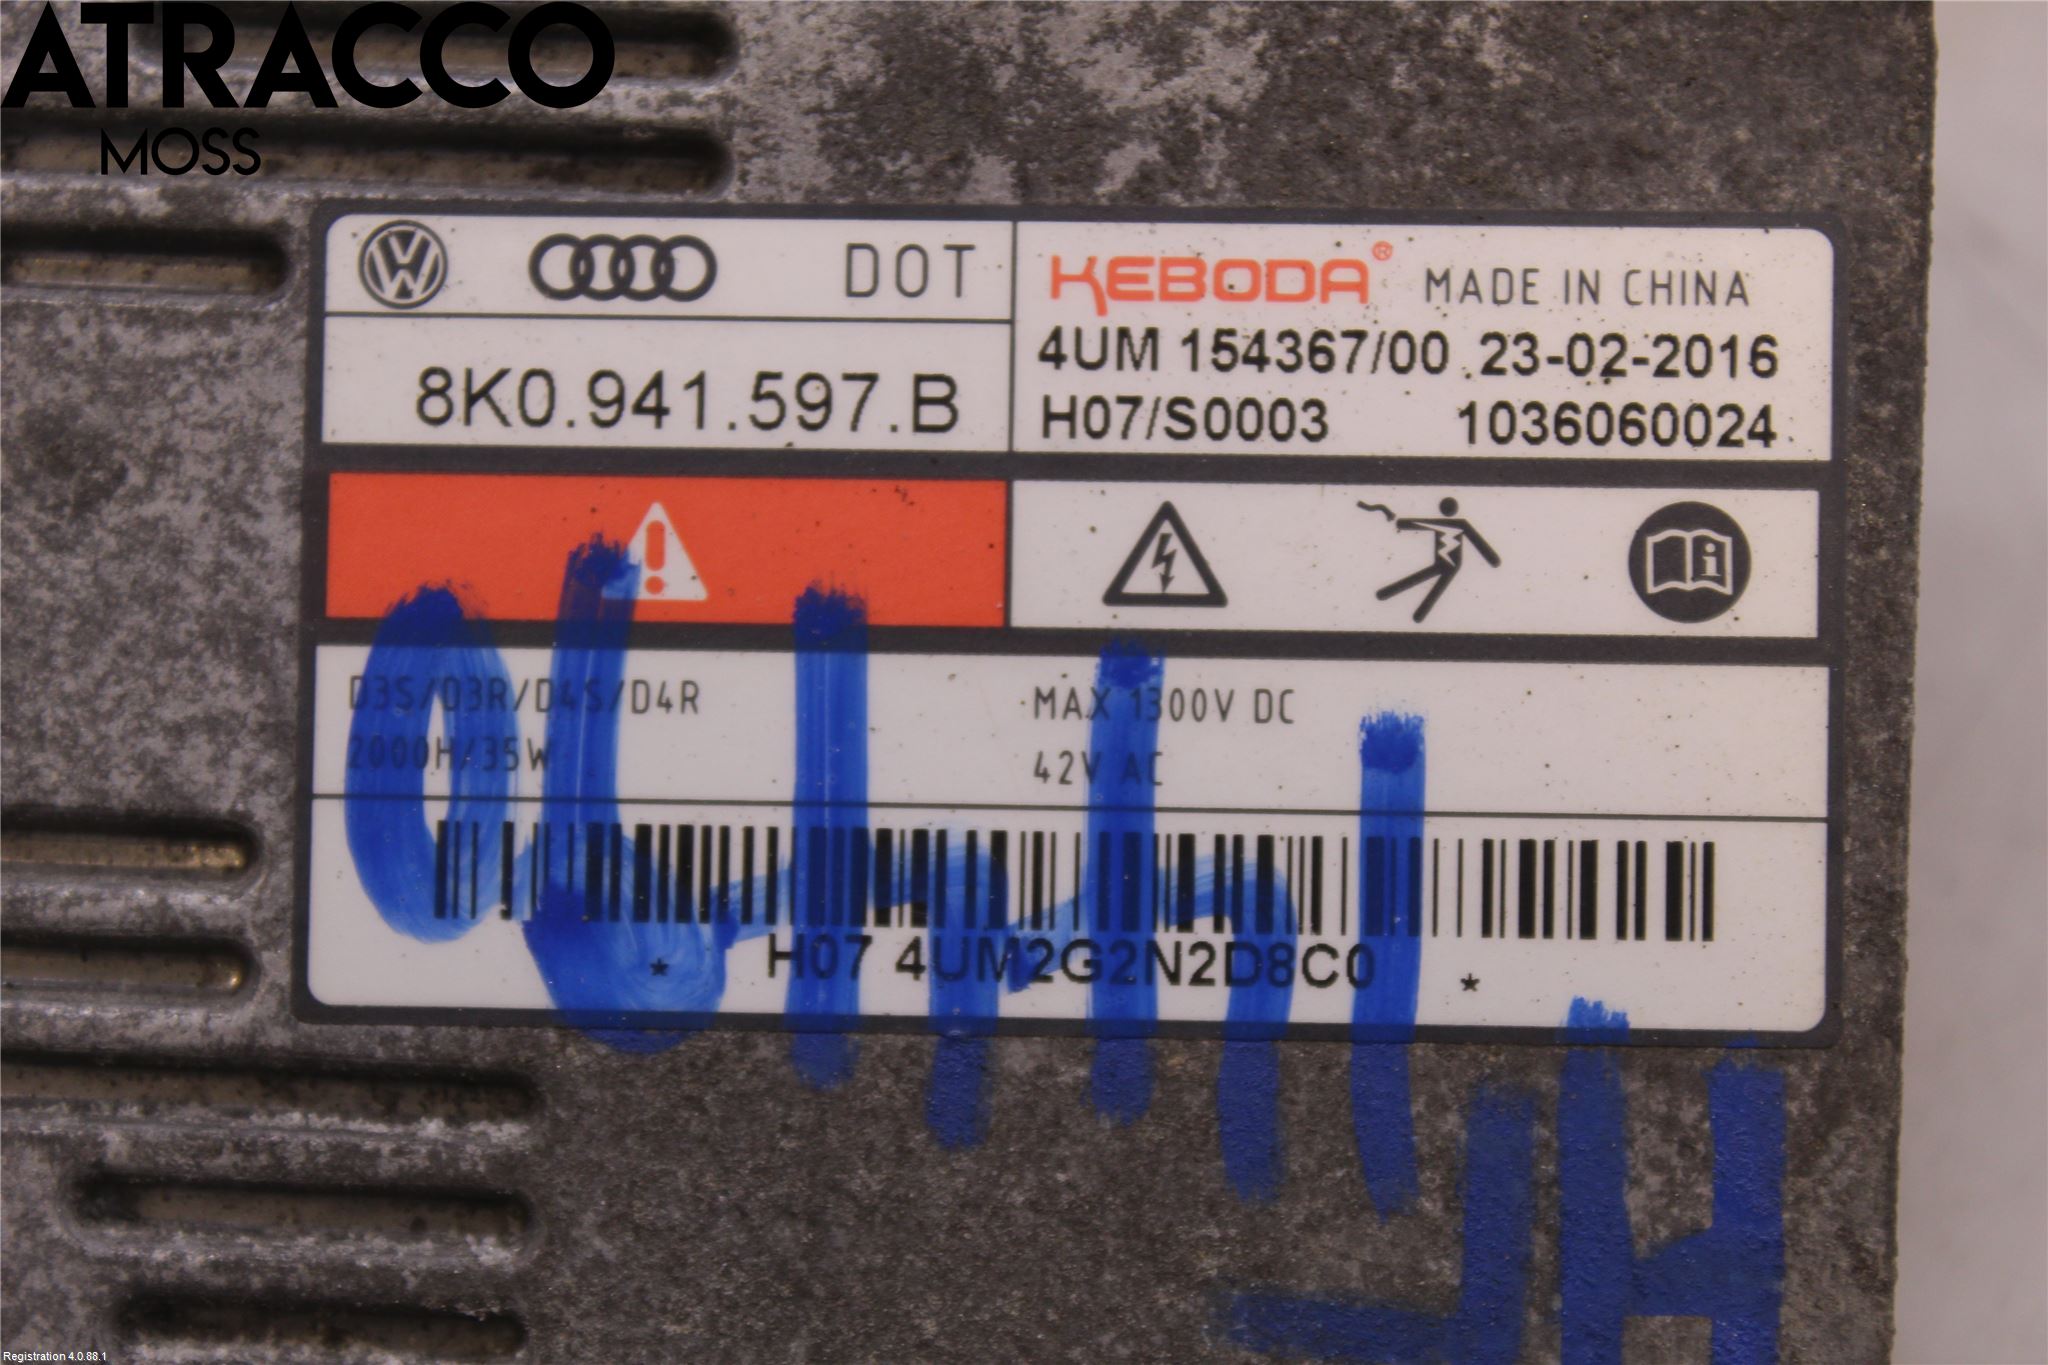 ATRACCO
MOSS
DOT
8K0.941.597.B
KEBODA® MADE IN CHINA
4UM 154367/00 23-02-2016
H07/S0003 1036060024
D3S/D3R/D4S/D4R
2000H/35W
MAX 1300V DC
42V AC
* H07 4UM2G2N2D8C0 *
Registration 4.0.88.1